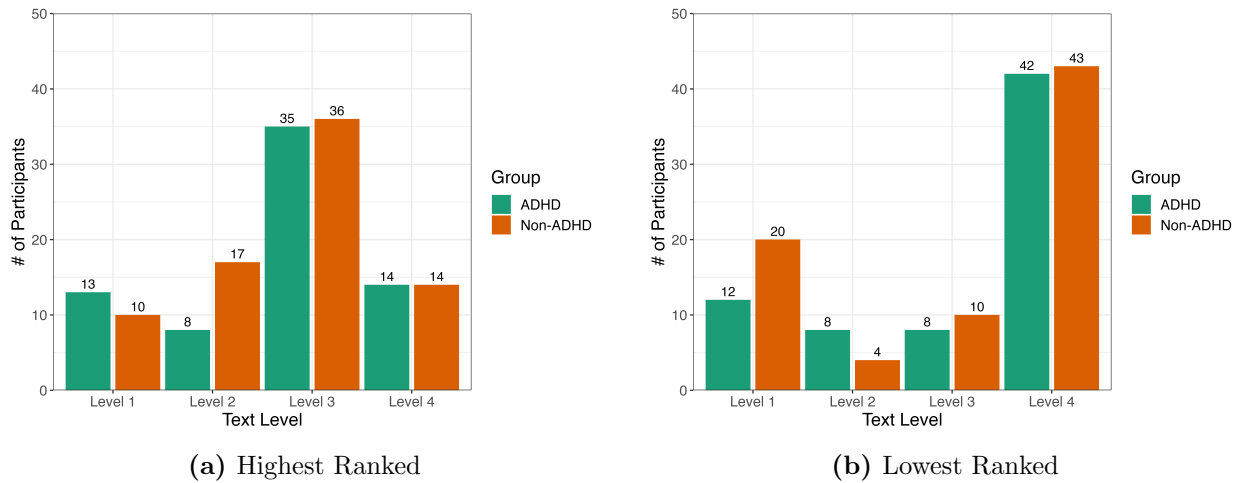 50
40
30
20
10
0
# of Participants
13
10
8
17
35
36
14
14
Level 1
Level 2
Level 3
Level 4
Text Level
Group
ADHD
Non-ADHD
(a) Highest Ranked
50
40
30
20
10
0
# of Participants
12
20
8
4
8
10
42
43
Level 1
Level 2
Level 3
Level 4
Text Level
Group
ADHD
Non-ADHD
(b) Lowest Ranked